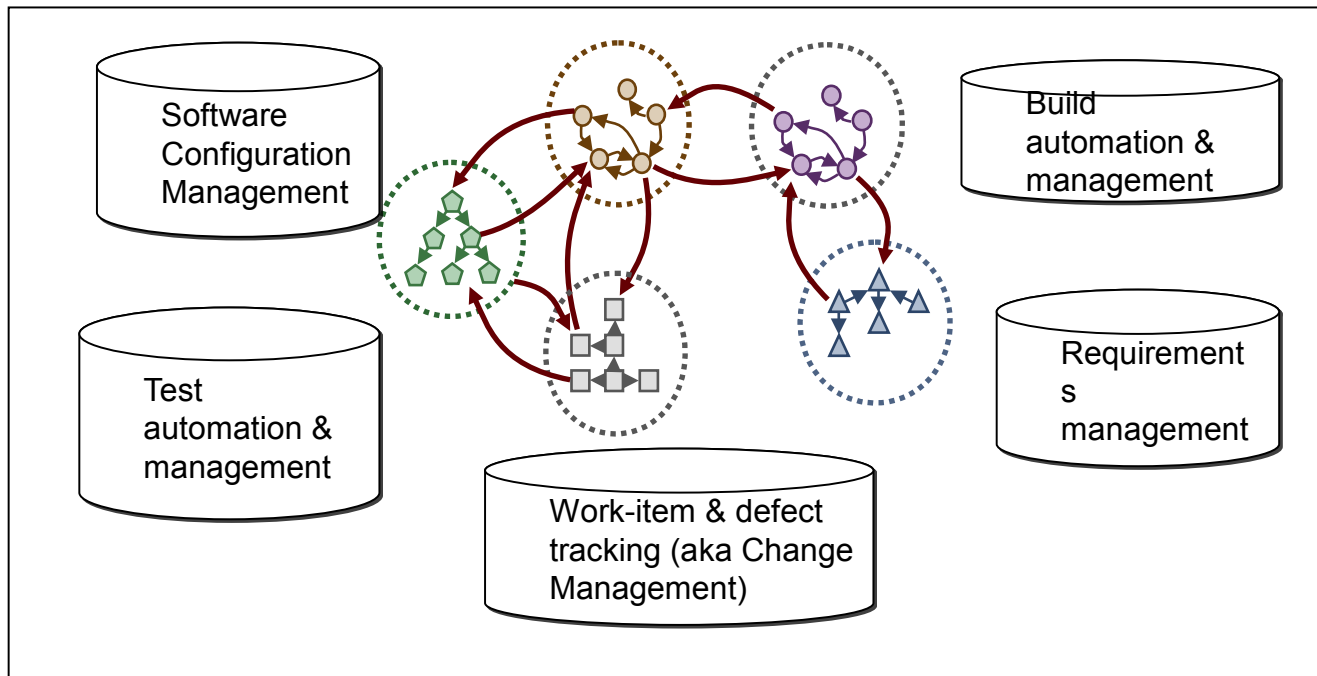 Software
Configuration
Management
Build
automation &
management
Test
automation &
management
Requirement
s
management
Work-item & defect
tracking (aka Change
Management)